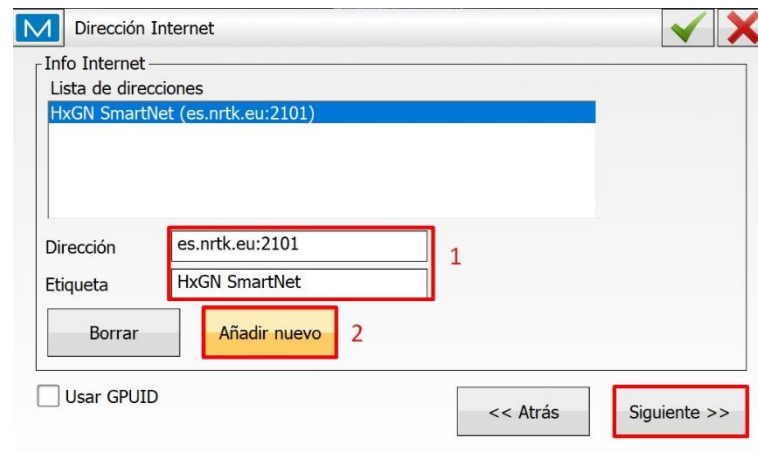 Dirección Internet
Info Internet
Lista de direcciones
HxGN SmartNet (es.nrtk.eu:2101)
Dirección es.nrtk.eu:2101
1
Etiqueta HxGN SmartNet
Borrar Añadir nuevo 2
Usar GPUID
<< Atrás Siguiente >>